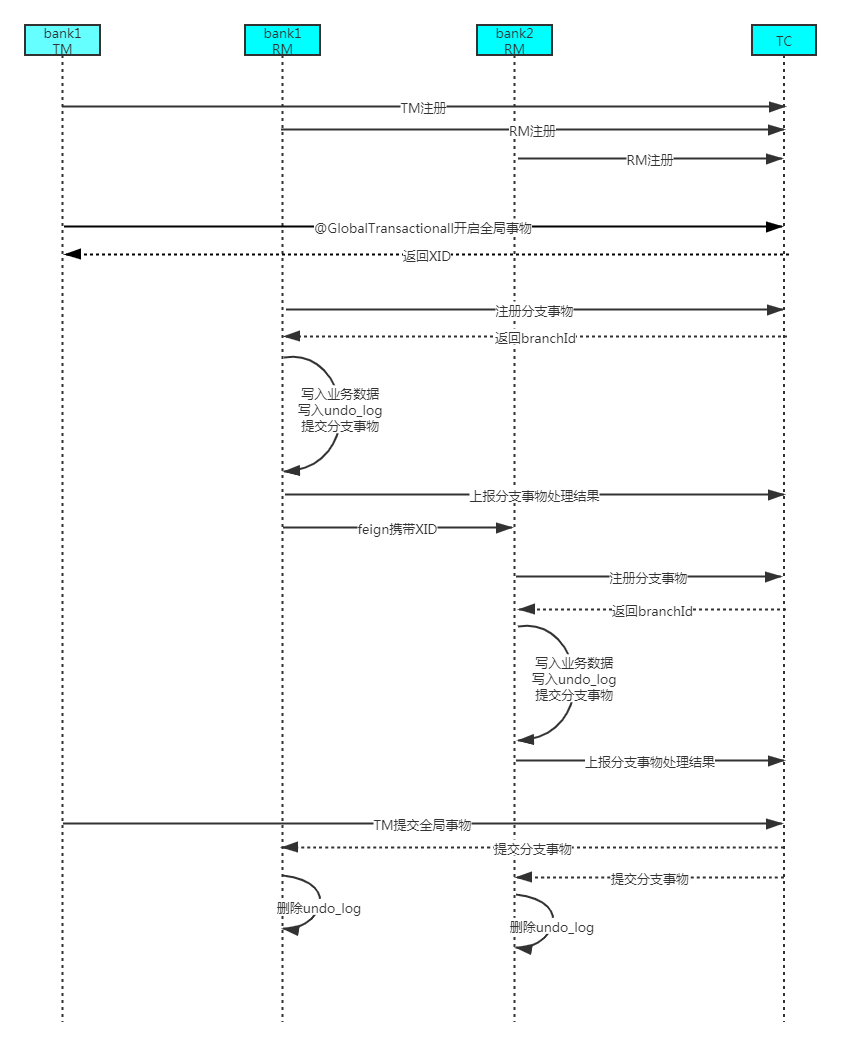 bank1
TM
bank1
RM
bank2
RM
TC
TM注册
RM注册
RM注册
@GlobalTransactionall开启全局事物
返回XID
注册分支事物
返回branchId
写入业务数据
写入undo_log
提交分支事物
上报分支事物处理结果
feign携带XID
注册分支事物
返回branchId
写入业务数据
写入undo_log
提交分支事物
上报分支事物处理结果
TM提交全局事物
提交分支事物
提交分支事物
删除undo_log
删除undo_log